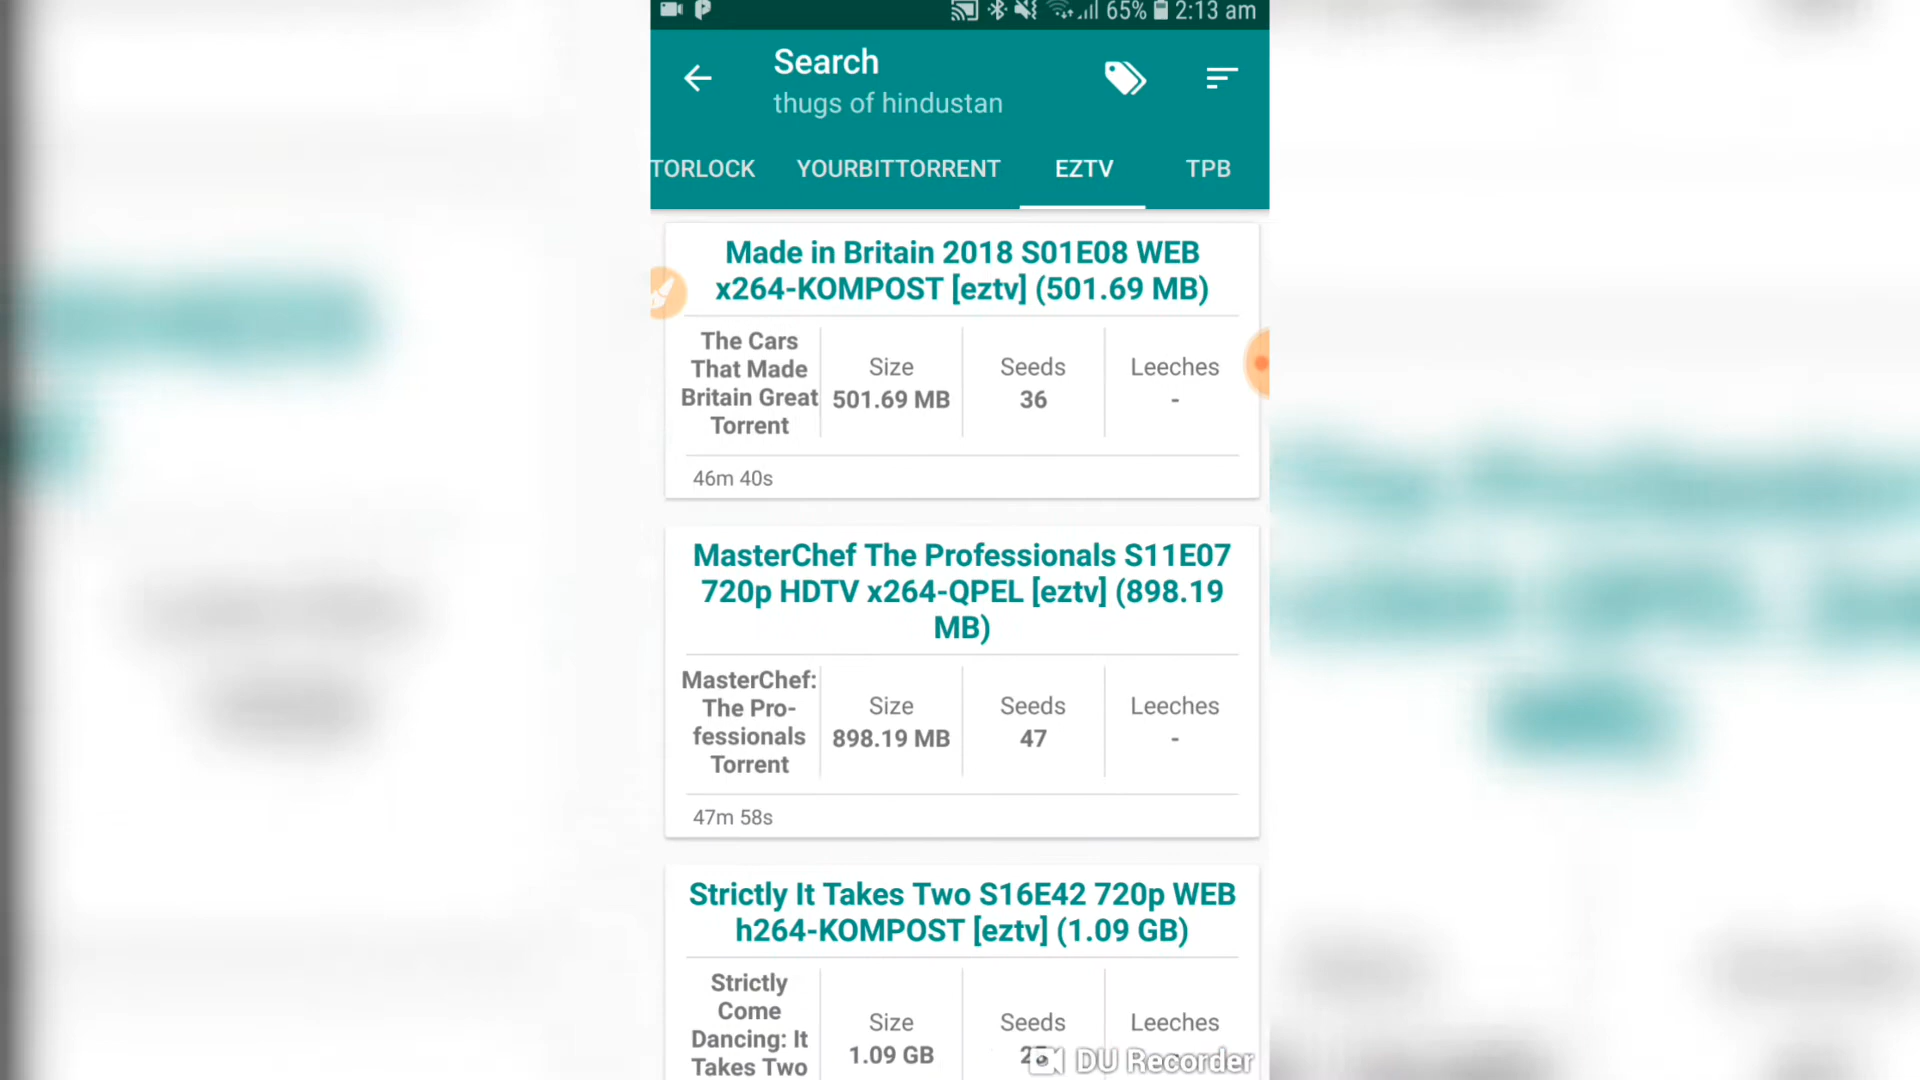 65% 2:13 am
Search
thugs of hindustan
TORLOCK YOURBITTORRENT EZTV TPB
Made in Britain 2018 S01E08 WEB
x264-KOMPOST [eztv] (501.69 MB)
The Cars
That Made
Britain Great
Torrent
Size
501.69 MB
Seeds
36
Leeches
-
46m 40s
MasterChef The Professionals S11E07
720p HDTV x264-QPEL [eztv] (898.19
MB)
MasterChef:
The Pro-
fessionals
Torrent
Size
898.19 MB
Seeds
47
Leeches
-
47m 58s
Strictly It Takes Two S16E42 720p WEB
h264-KOMPOST [eztv] (1.09 GB)
Strictly
Come
Dancing: It
Takes Two
Size
1.09 GB
Seeds
Leeches
DU Recorder